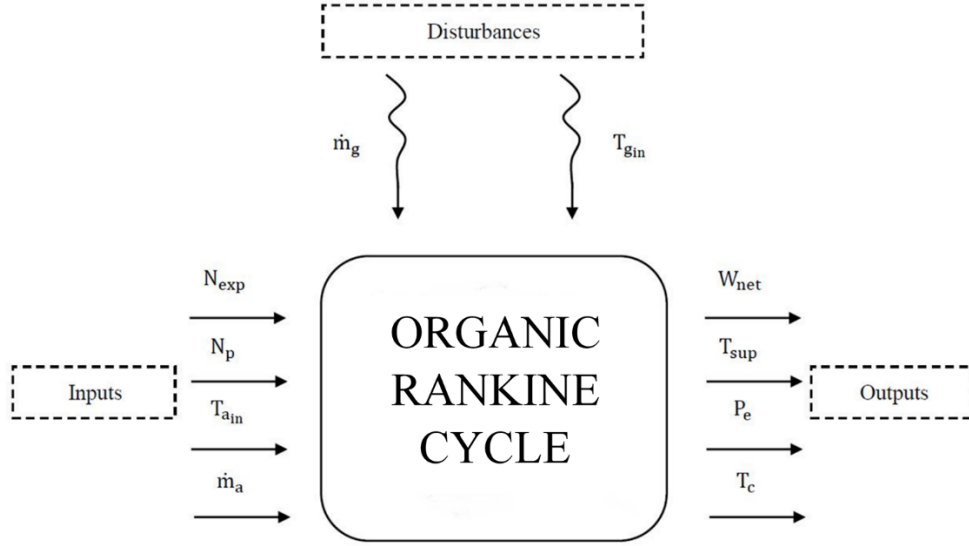 Disturbances
ṁg
Tgin
Nexp
Np
Tain
ṁa
Inputs
ORGANIC
RANKINE
CYCLE
Wnet
Tsup
Pe
Tc
Outputs